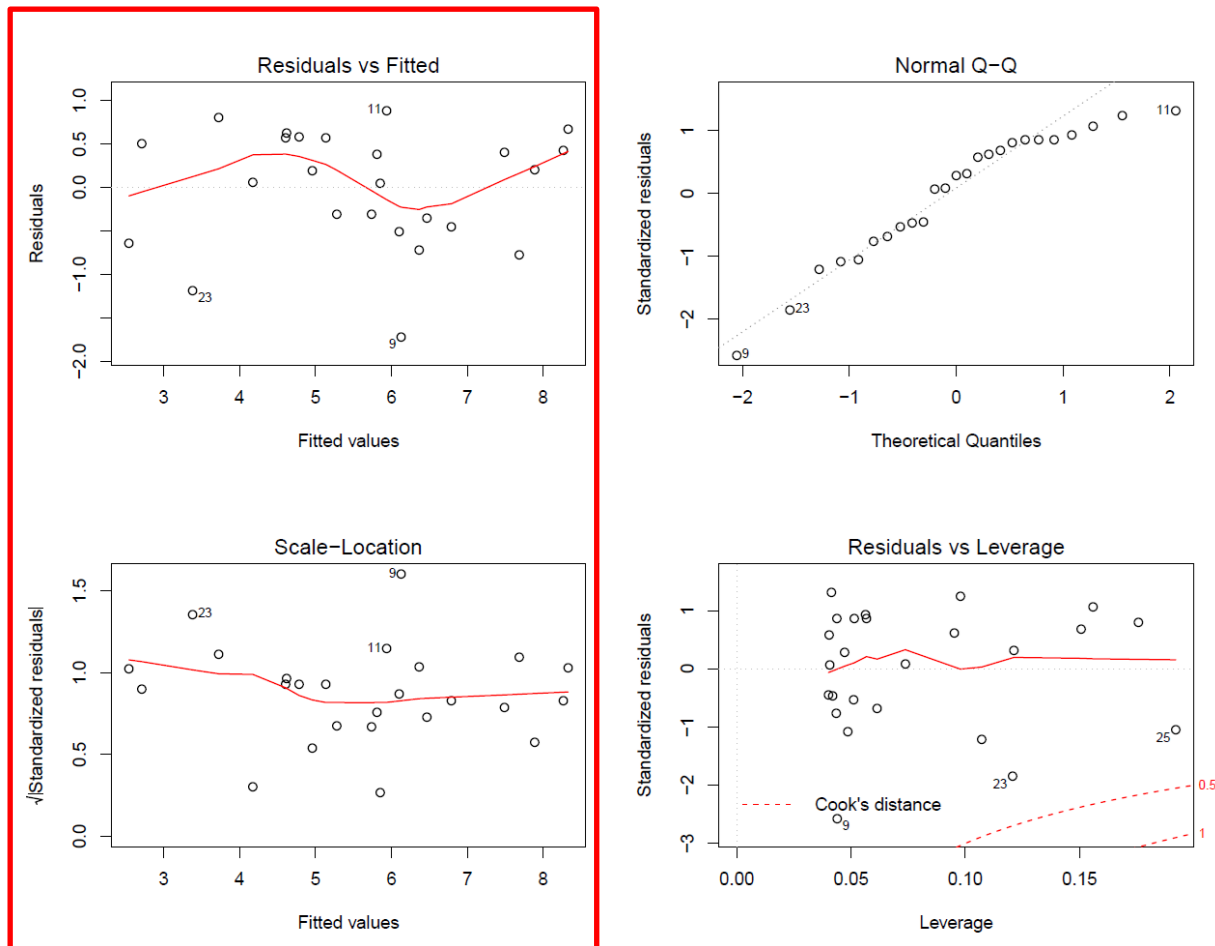 Residuals vs Fitted
Residuals
1.0
0.5
0.0
−1.0
−2.0
11
23
9
3 4 5 6 7 8
Fitted values
Normal Q−Q
Standardized residuals
1
0
−1
−2
11
23
9
−2 −1 0 1 2
Theoretical Quantiles
Scale−Location
√|Standardized residuals|
1.5
1.0
0.5
0.0
9
23
11
3 4 5 6 7 8
Fitted values
Residuals vs Leverage
Standardized residuals
1
0
−1
−2
−3
25
23
9
Cook's distance
0.5
1
0.00 0.05 0.10 0.15
Leverage